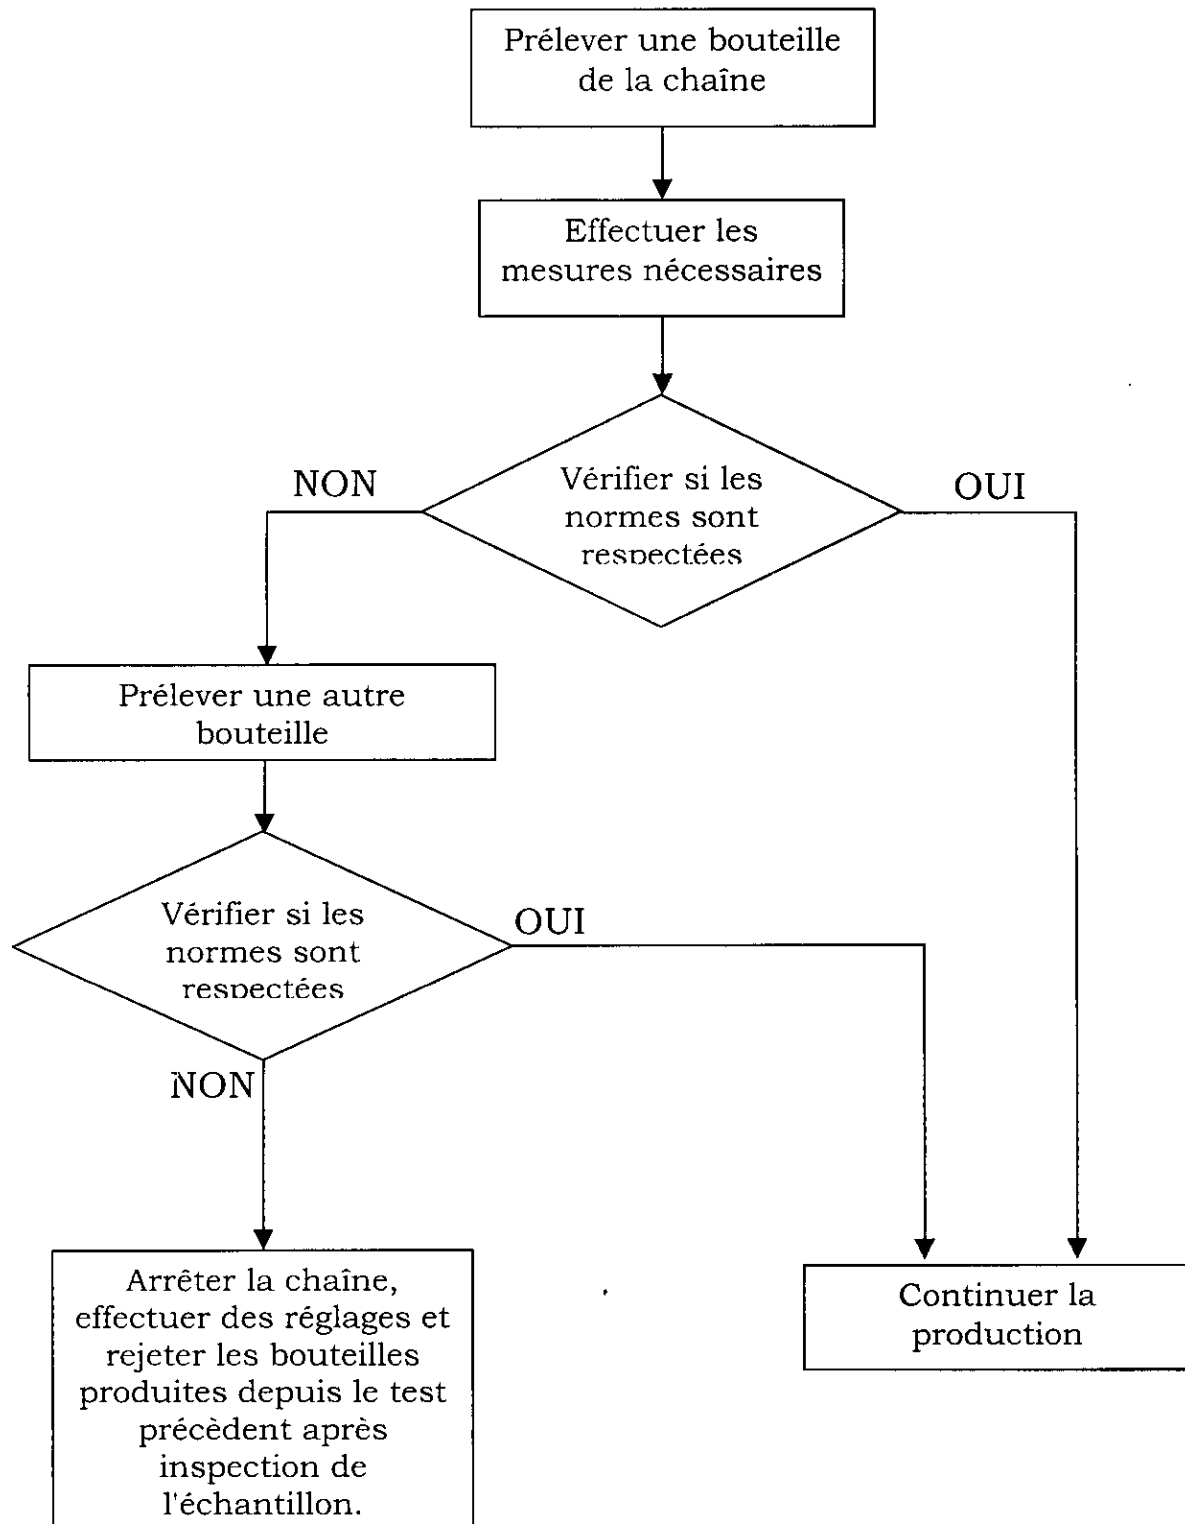 Prélever une bouteille
de la chaîne
Effectuer les
mesures nécessaires
NON
Vérifier si les
normes sont
respectées
OUI
Prélever une autre
bouteille
Vérifier si les
normes sont
respectées
OUI
NON
Arrêter la chaîne,
effectuer des réglages et
rejeter les bouteilles
produites depuis le test
précèdent après
inspection de
l'échantillon.
Continuer la
production